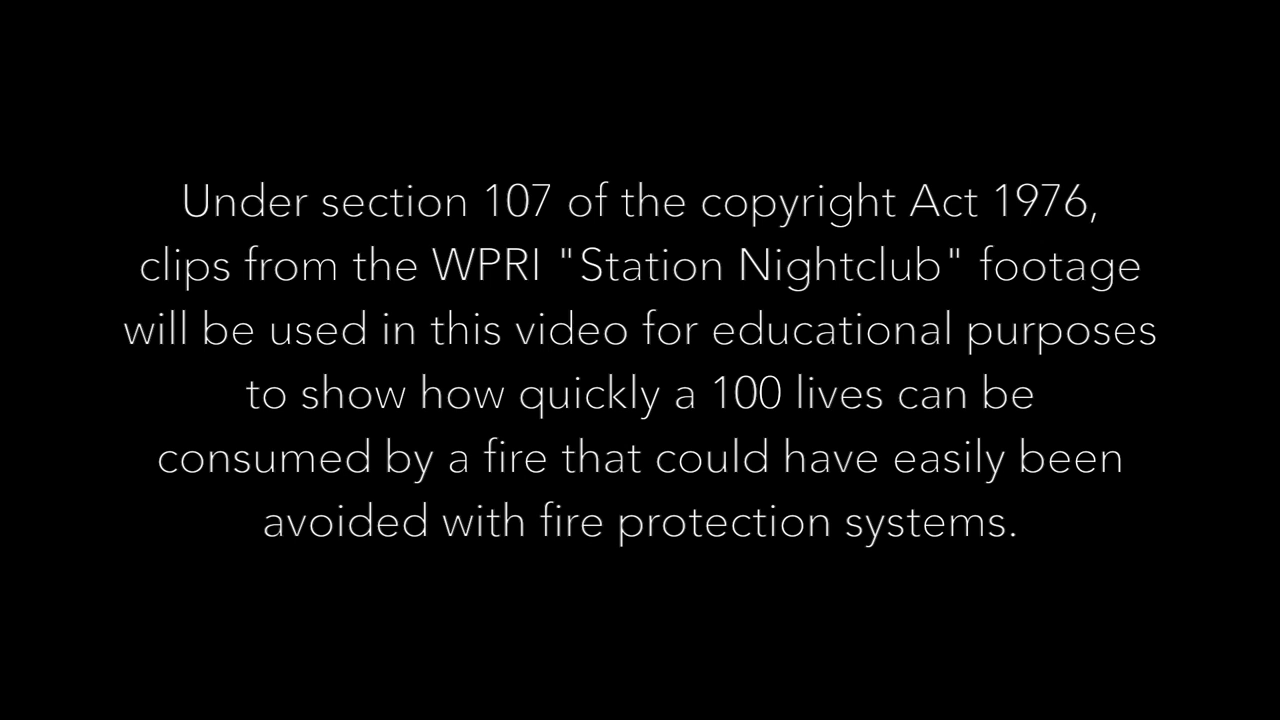 Under section 107 of the copyright Act 1976,
clips from the WPRI "Station Nightclub" footage
will be used in this video for educational purposes
to show how quickly a 100 lives can be
consumed by a fire that could have easily been
avoided with fire protection systems.